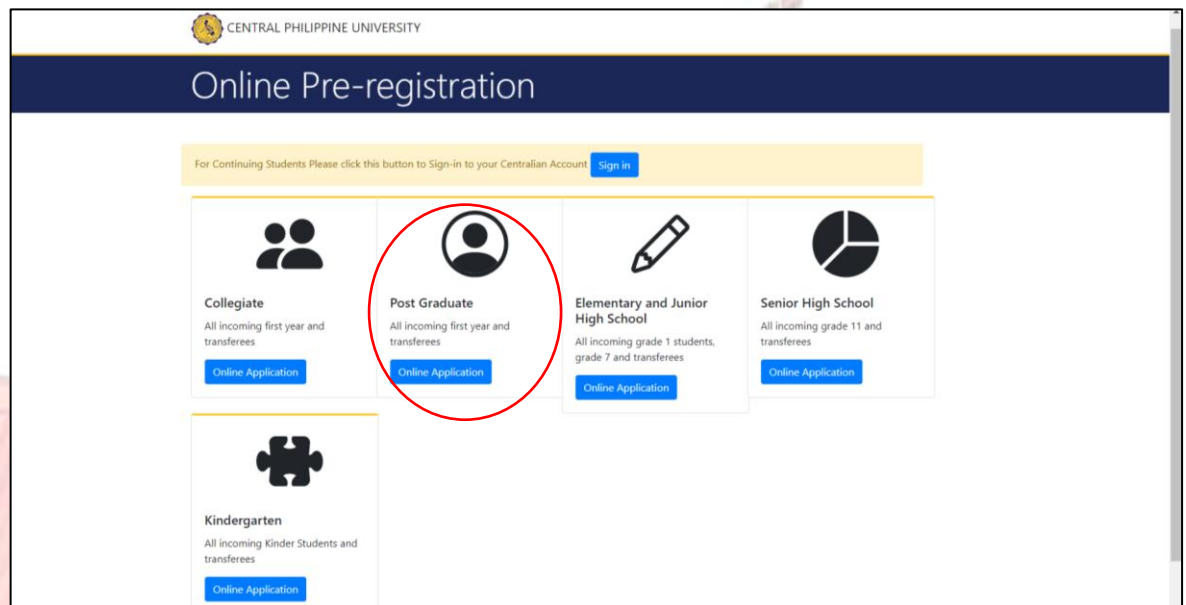 CENTRAL PHILIPPINE UNIVERSITY
Online Pre-registration
For Continuing Students Please click this button to Sign-in to your Centralian Account Sign in
Collegiate
All incoming first year and
transferees
Online Application
Post Graduate
All incoming first year and
transferees
Online Application
Elementary and Junior
High School
All incoming grade 1 students,
grade 7 and transferees
Online Application
Senior High School
All incoming grade 11 and
transferees
Online Application
Kindergarten
All incoming Kinder Students and
transferees
Online Application